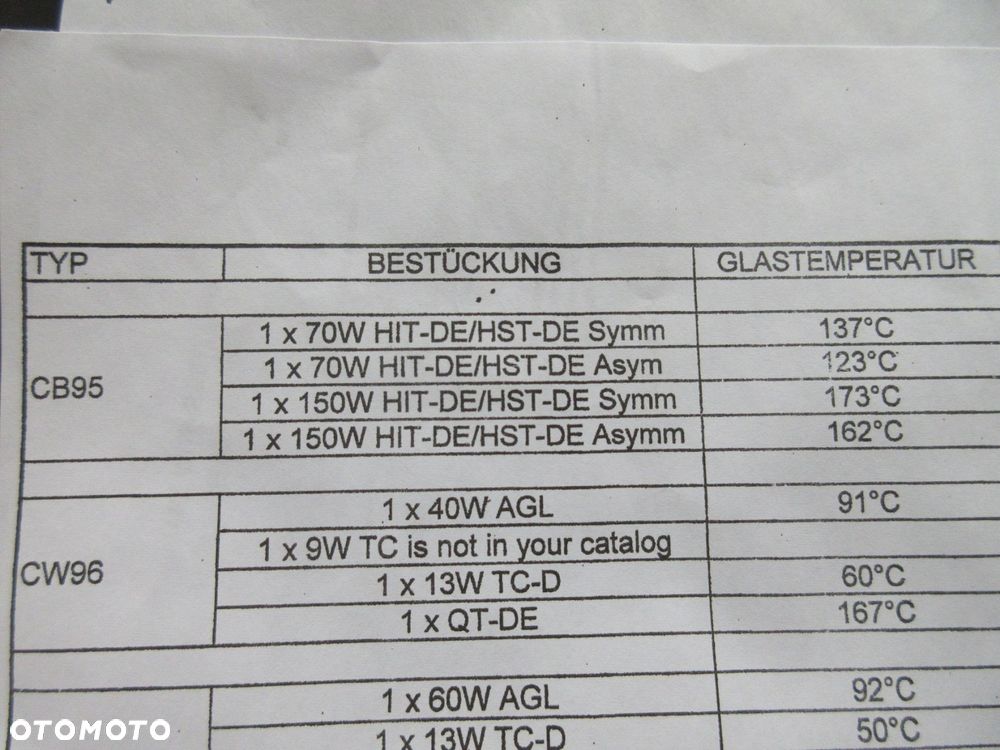 TYP BESTÜCKUNG GLASTEMPERATUR
CB95
1 x 70W HIT-DE/HST-DE Symm 137°C
1 x 70W HIT-DE/HST-DE Asym 123°C
1 x 150W HIT-DE/HST-DE Symm 173°C
1 x 150W HIT-DE/HST-DE Asymm 162°C
CW96
1 x 40W AGL 91°C
1 x 9W TC is not in your catalog
1 x 13W TC-D 60°C
1 x QT-DE 167°C
1 x 60W AGL 92°C
1 x 13W TC-D 50°C
OTOMOTO